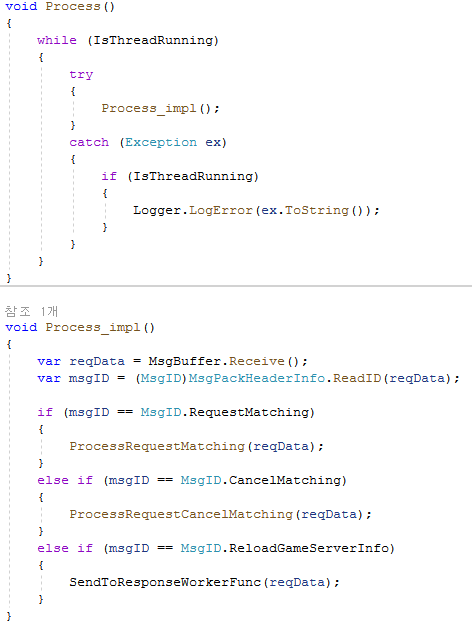 void Process()
{
    while (IsThreadRunning)
    {
        try
        {
            Process_impl();
        }
        catch (Exception ex)
        {
            if (IsThreadRunning)
            {
                Logger.LogError(ex.ToString());
            }
        }
    }
}
참조 1개
void Process_impl()
{
    var reqData = MsgBuffer.Receive();
    var msgID = (MsgID)MsgPackHeaderInfo.ReadID(reqData);

    if (msgID == MsgID.RequestMatching)
    {
        ProcessRequestMatching(reqData);
    }
    else if (msgID == MsgID.CancelMatching)
    {
        ProcessRequestCancelMatching(reqData);
    }
    else if (msgID == MsgID.ReloadGameServerInfo)
    {
        SendToResponseWorkerFunc(reqData);
    }
}